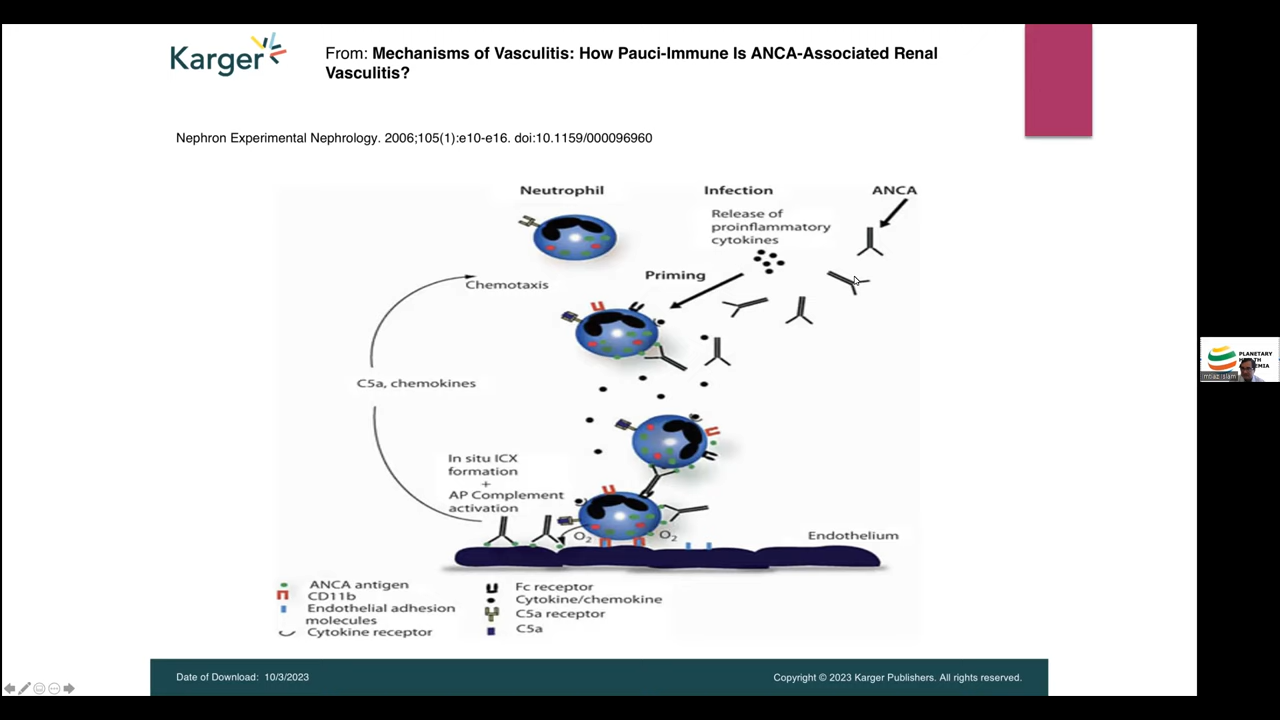 Karger
From: Mechanisms of Vasculitis: How Pauci-Immune Is ANCA-Associated Renal
Vasculitis?
Nephron Experimental Nephrology. 2006;105(1):e10-e16. doi:10.1159/000096960
Neutrophil
Infection
ANCA
Release of
proinflammatory
cytokines
Priming
Chemotaxis
C5a, chemokines
In situ ICX
formation
+
AP Complement
activation
O2
O2
Endothelium
ANCA antigen
CD11b
Endothelial adhesion
molecules
Cytokine receptor
Fc receptor
Cytokine/chemokine
C5a receptor
C5a
PLANETARY
Date of Download: 10/3/2023
Copyright © 2023 Karger Publishers. All rights reserved.